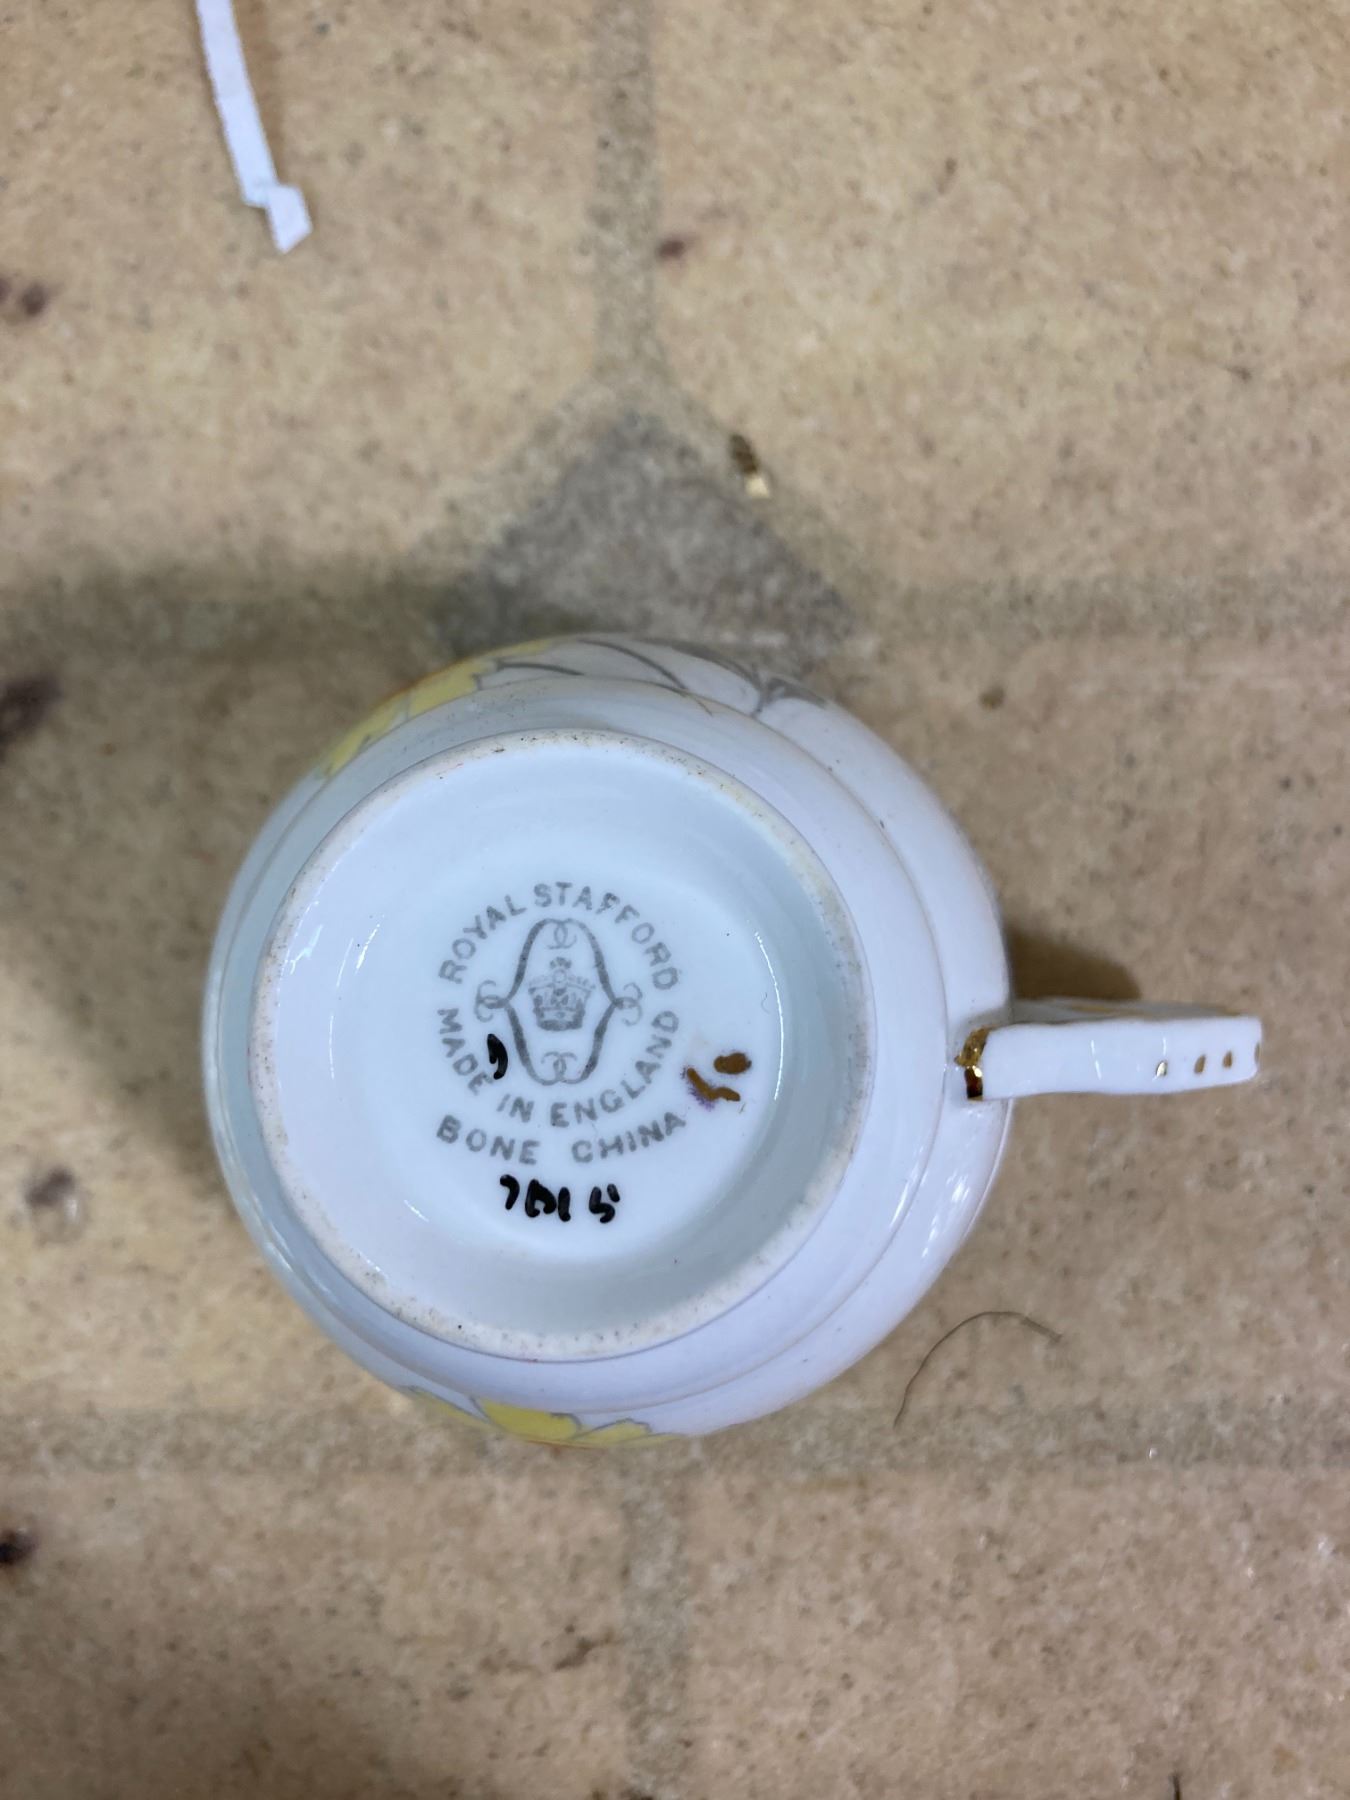 ROYAL STAFFORD
MADE IN ENGLAND
BONE CHINA